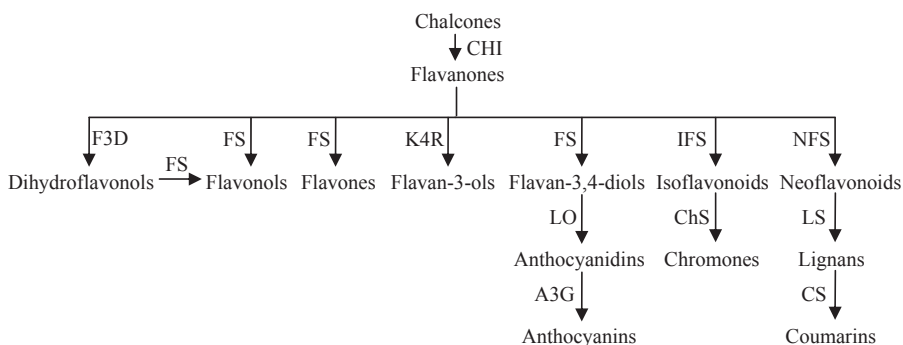 Chalcones
CHI
Flavanones
F3D FS FS K4R FS IFS NFS
FS
Dihydroflavonols Flavonols Flavones Flavan-3-ols Flavan-3,4-diols Isoflavonoids Neoflavonoids
LO ChS LS
Anthocyanidins Chromones Lignans
A3G CS
Anthocyanins Coumarins